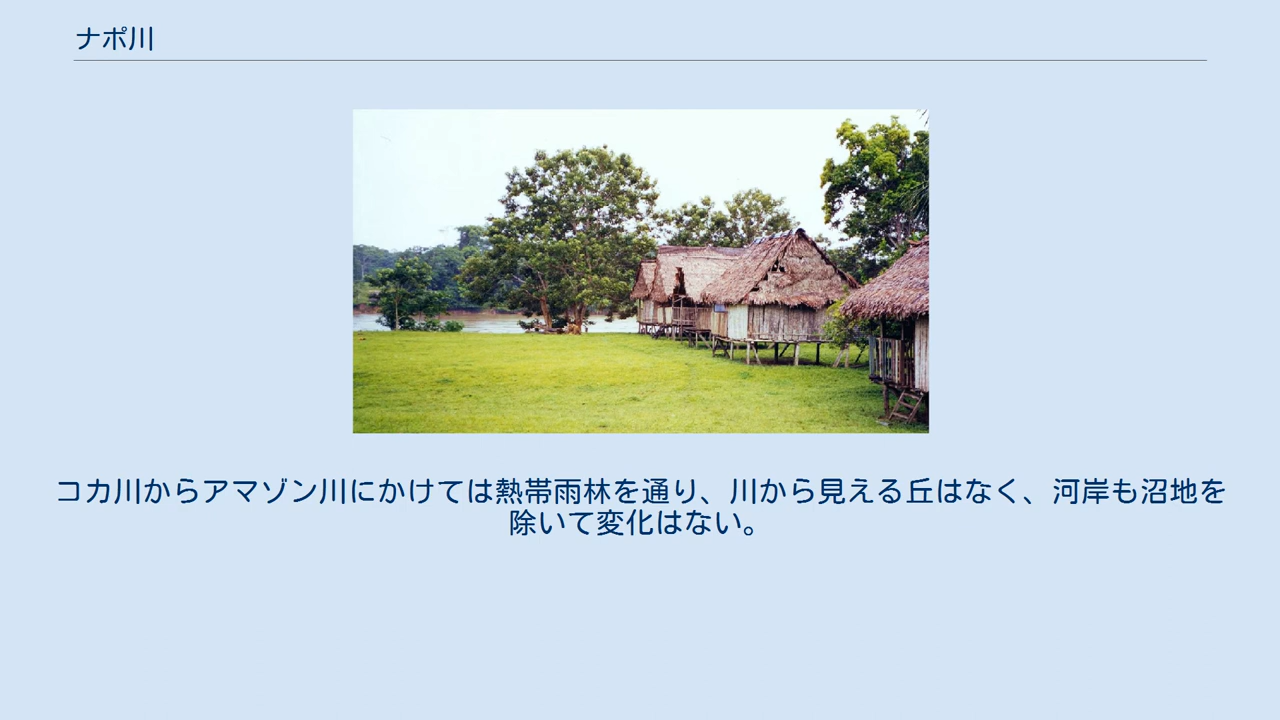 ナポ川
コカ川からアマゾン川にかけては熱帯雨林を通り、川から見える丘はなく、河岸も沼地を
除いて変化はない。